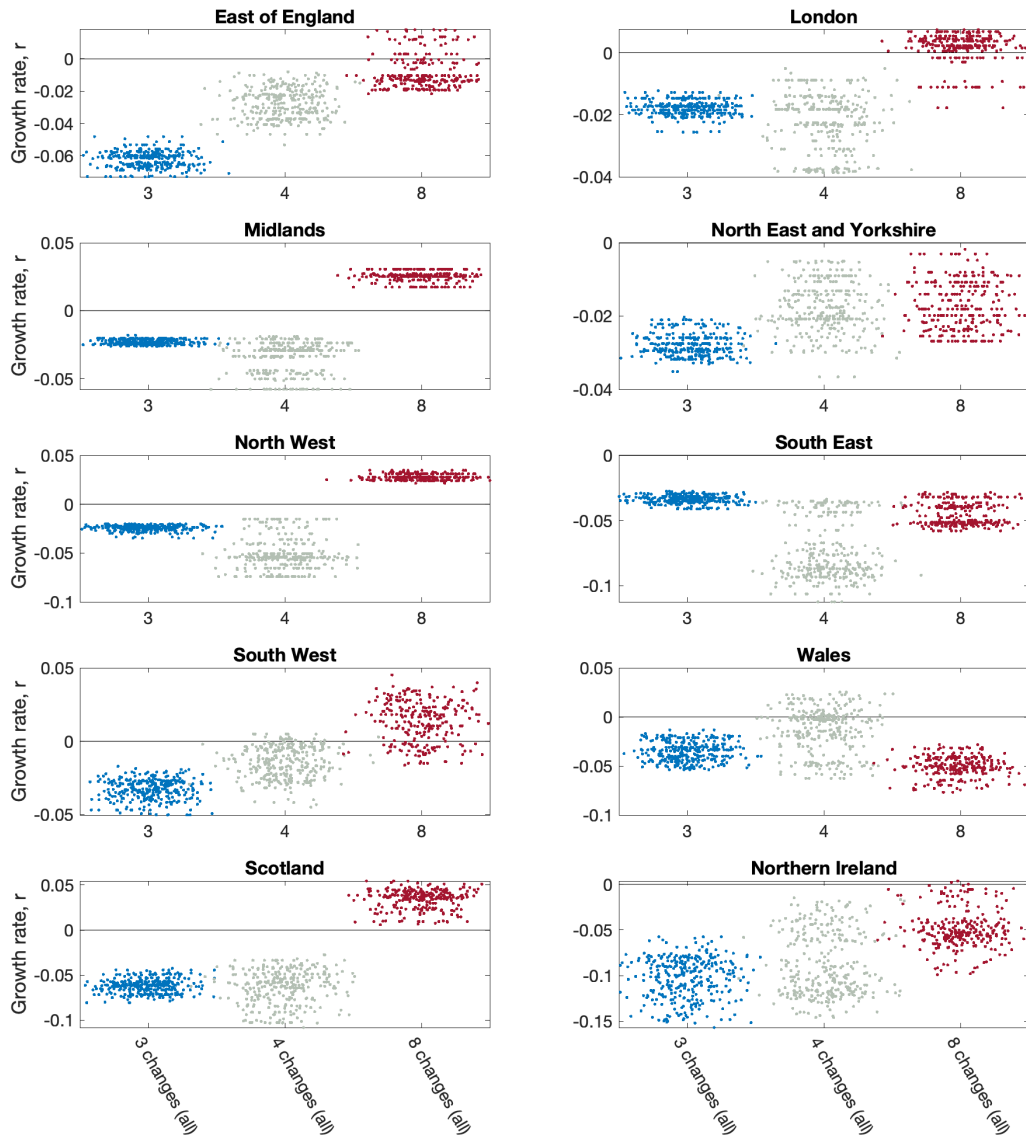 East of England
Growth rate, r
0
-0.02
-0.04
-0.06
3
4
8
London
0
-0.02
-0.04
3
4
8
Midlands
Growth rate, r
0.05
0
-0.05
3
4
8
North East and Yorkshire
0
-0.02
-0.04
3
4
8
North West
Growth rate, r
0.05
0
-0.05
-0.1
3
4
8
South East
0
-0.05
-0.1
3
4
8
South West
Growth rate, r
0.05
0
-0.05
3
4
8
Wales
0.05
0
-0.05
-0.1
3
4
8
Scotland
Growth rate, r
0.05
0
-0.05
-0.1
3 changes (all)
4 changes (all)
8 changes (all)
Northern Ireland
0
-0.05
-0.1
-0.15
3 changes (all)
4 changes (all)
8 changes (all)